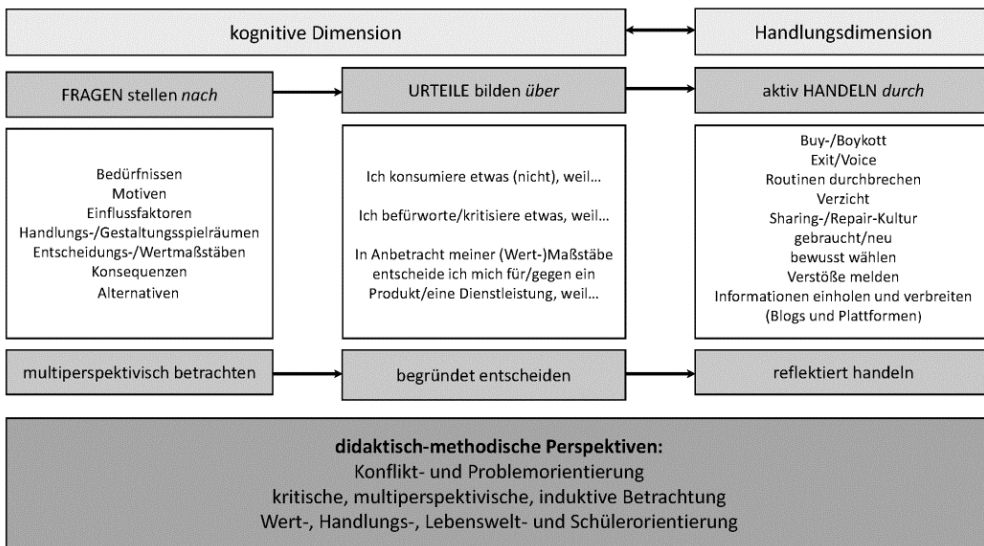 kognitive Dimension
Handlungsdimension
FRAGEN stellen nach
URTEILE bilden über
aktiv HANDELN durch
Bedürfnissen
Motiven
Einflussfaktoren
Handlungs-/Gestaltungsspielräumen
Entscheidungs-/Wertmaßstäben
Konsequenzen
Alternativen
Ich konsumiere etwas (nicht), weil...
Ich befürworte/kritisiere etwas, weil...
In Anbetracht meiner (Wert-)Maßstäbe
entscheide ich mich für/gegen ein
Produkt/eine Dienstleistung, weil...
Buy-/Boykott
Exit/Voice
Routinen durchbrechen
Verzicht
Sharing-/Repair-Kultur
gebraucht/neu
bewusst wählen
Verstöße melden
Informationen einholen und verbreiten
(Blogs und Plattformen)
multiperspektivisch betrachten
begründet entscheiden
reflektiert handeln
didaktisch-methodische Perspektiven:
Konflikt- und Problemorientierung
kritische, multiperspektivische, induktive Betrachtung
Wert-, Handlungs-, Lebenswelt- und Schülerorientierung